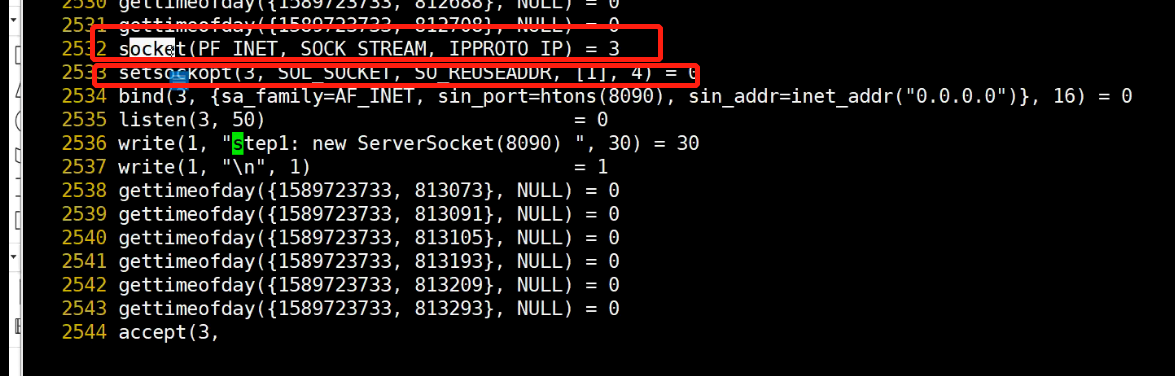 2530 gettimeofday({1589723733, 812688}, NULL) = 0
2531 gettimeofday({1589723733, 812708}, NULL) = 0
2532 socket(PF_INET, SOCK_STREAM, IPPROTO_IP) = 3
2533 setsockopt(3, SOL_SOCKET, SO_REUSEADDR, [1], 4) = 0
2534 bind(3, {sa_family=AF_INET, sin_port=htons(8090), sin_addr=inet_addr("0.0.0.0")}, 16) = 0
2535 listen(3, 50) = 0
2536 write(1, "step1: new ServerSocket(8090) ", 30) = 30
2537 write(1, "\n", 1) = 1
2538 gettimeofday({1589723733, 813073}, NULL) = 0
2539 gettimeofday({1589723733, 813091}, NULL) = 0
2540 gettimeofday({1589723733, 813105}, NULL) = 0
2541 gettimeofday({1589723733, 813193}, NULL) = 0
2542 gettimeofday({1589723733, 813209}, NULL) = 0
2543 gettimeofday({1589723733, 813293}, NULL) = 0
2544 accept(3,